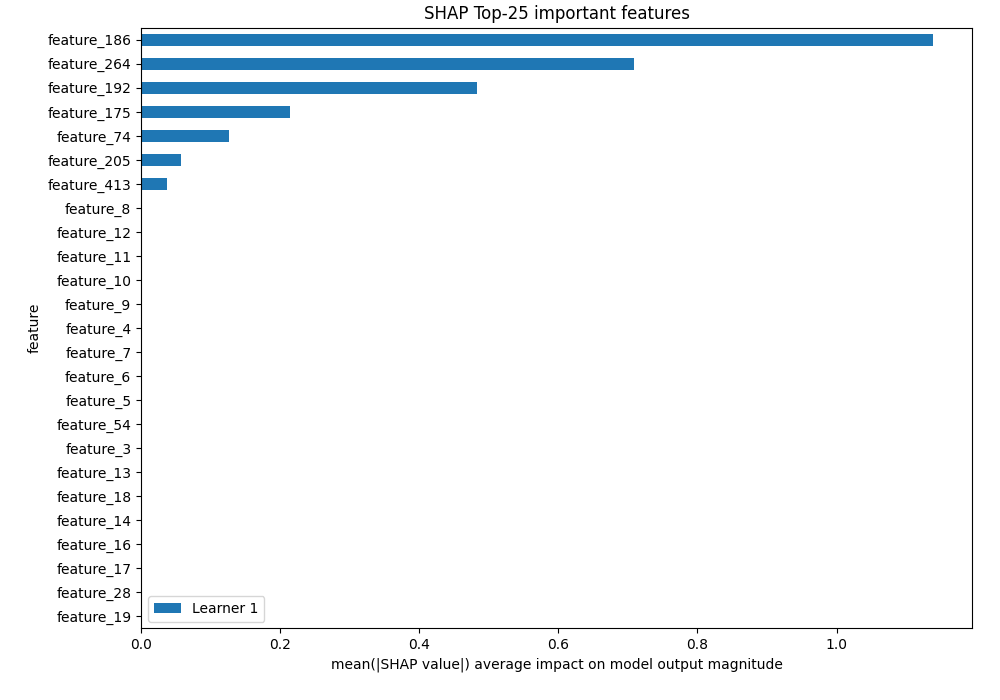 SHAP Top-25 important features
feature_186
feature_264
feature_192
feature_175
feature_74
feature_205
feature_413
feature_8
feature_12
feature_11
feature_10
feature_9
feature_4
feature_7
feature_6
feature_5
feature_54
feature_3
feature_13
feature_18
feature_14
feature_16
feature_17
feature_28
feature_19
feature
Learner 1
0.0 0.2 0.4 0.6 0.8 1.0
mean(|SHAP value|) average impact on model output magnitude